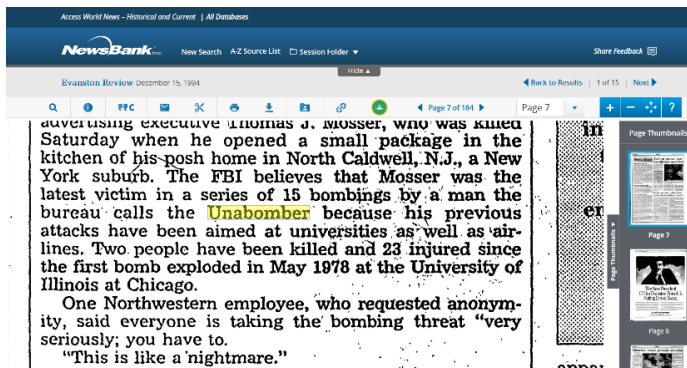 Access World News – Historical and Current | All Databases
NewsBank inc.
New Search A-Z Source List Session Folder
Share Feedback
Hide
Evanston Review December 15, 1994
Back to Results | 1 of 15 | Next
Page 7 of 184
Page 7
advertising executive Thomas J. Mosser, who was killed
Saturday when he opened a small package in the
kitchen of his posh home in North Caldwell, N.J., a New
York suburb. The FBI believes that Mosser was the
latest victim in a series of 15 bombings by a man the
bureau calls the Unabomber because his previous
attacks have been aimed at universities as well as air-
lines. Two people have been killed and 23 injured since
the first bomb exploded in May 1978 at the University of
Illinois at Chicago.
One Northwestern employee, who requested anonym-
ity, said everyone is taking the bombing threat "very
seriously; you have to.
"This is like a nightmare."
Page Thumbnails
Page Thumbnails
Page 7
Page 8